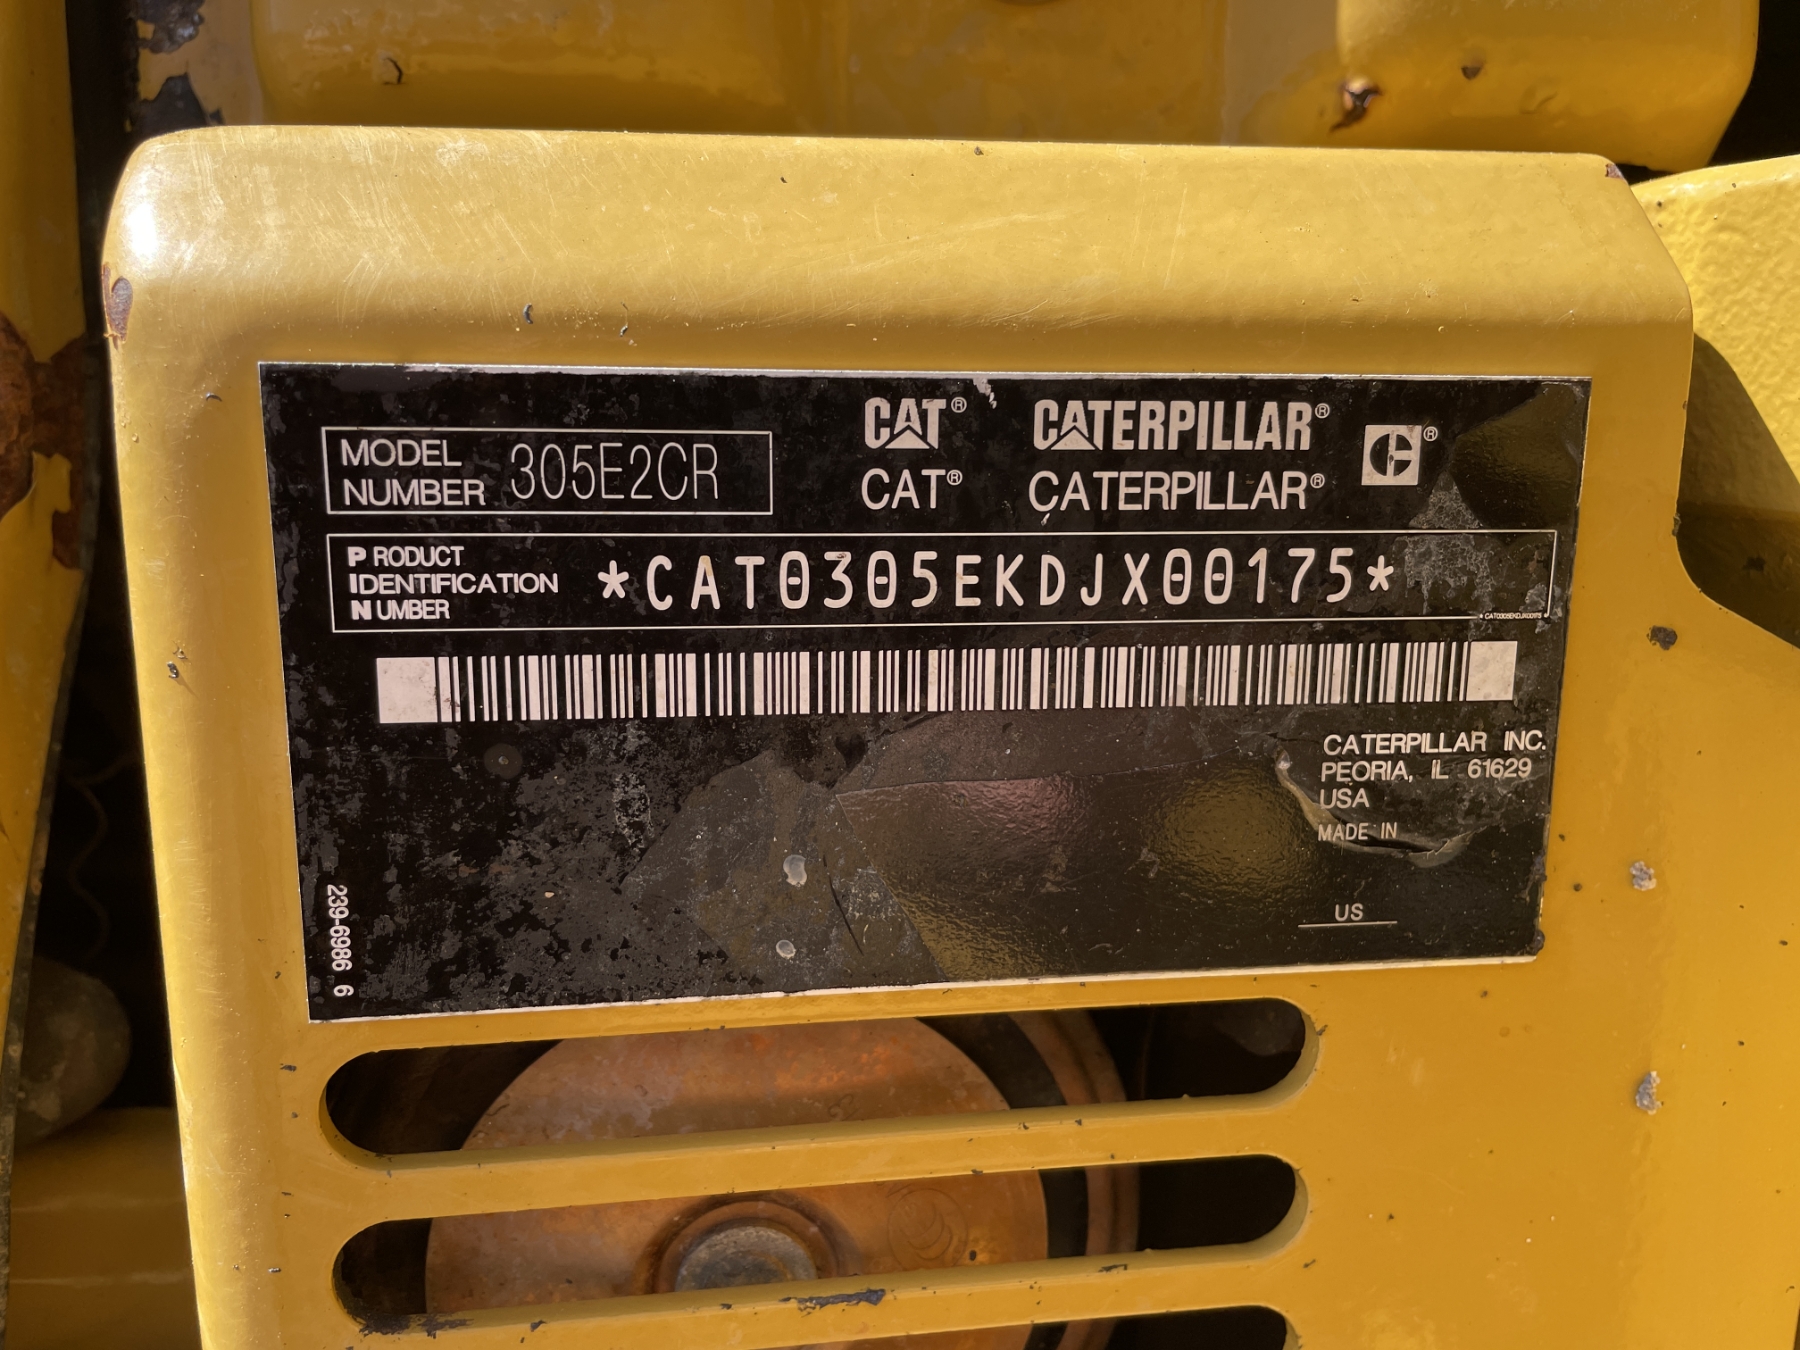 MODEL NUMBER 305E2CR
CAT® CATERPILLAR® C®
CAT® CATERPILLAR®
PRODUCT
IDENTIFICATION
NUMBER
*CAT0305EKDJX00175*
*CAT0305EKDJX00175
CATERPILLAR INC.
PEORIA, IL 61629
USA
MADE IN
US
239-6986 6